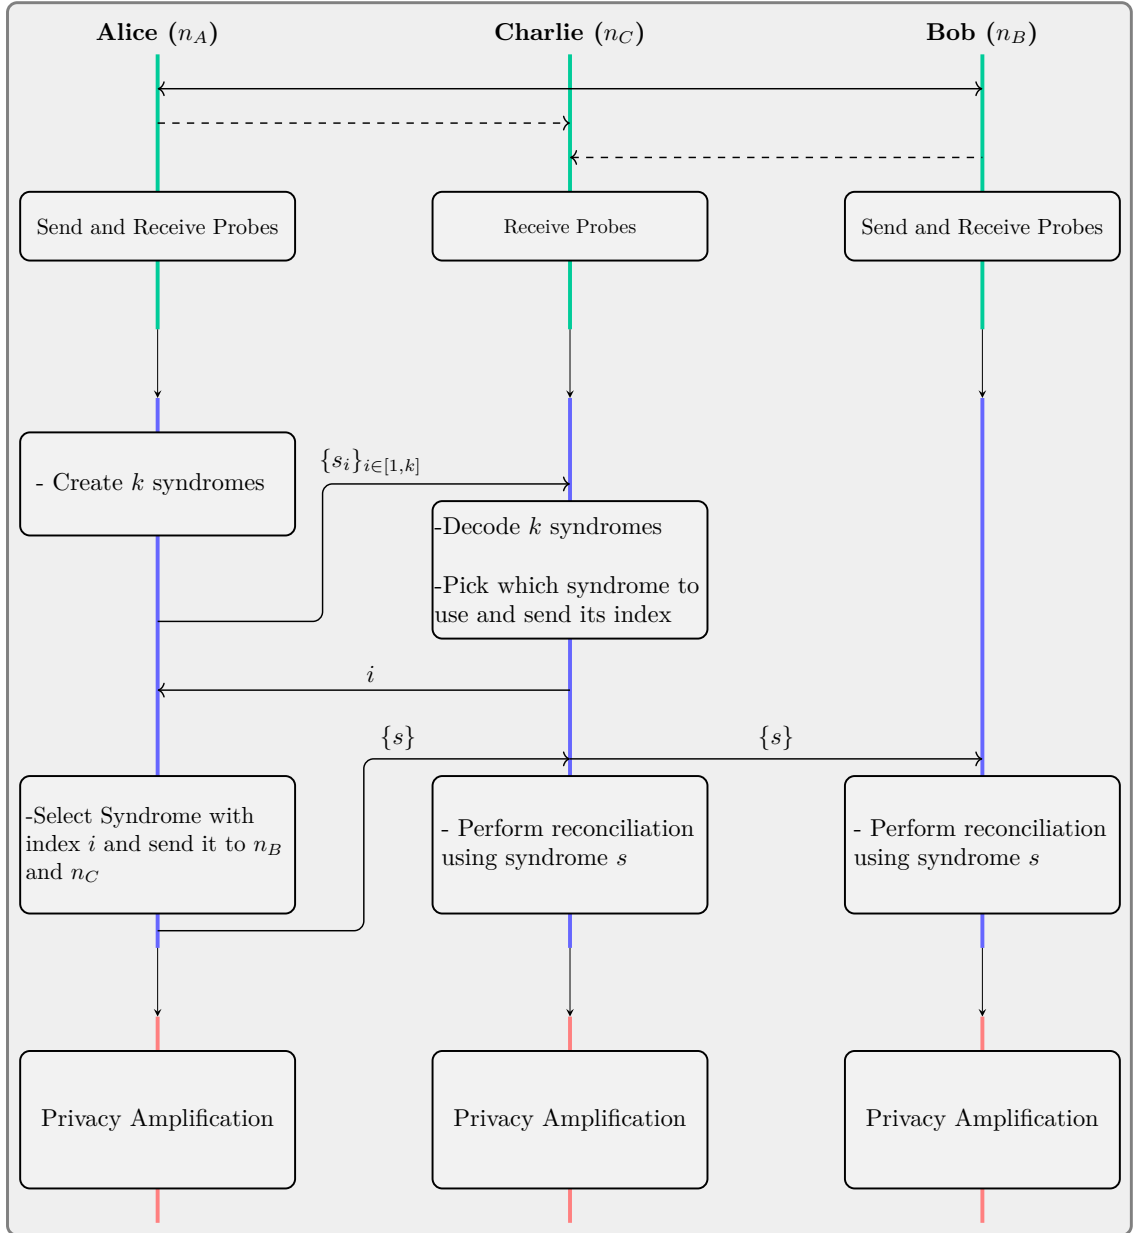 Alice (n_A)
Charlie (n_C)
Bob (n_B)
Send and Receive Probes
Receive Probes
Send and Receive Probes
- Create k syndromes
{s_i}_{i∈[1,k]}
-Decode k syndromes
-Pick which syndrome to
use and send its index
i
{s}
{s}
-Select Syndrome with
index i and send it to n_B
and n_C
- Perform reconciliation
using syndrome s
- Perform reconciliation
using syndrome s
Privacy Amplification
Privacy Amplification
Privacy Amplification